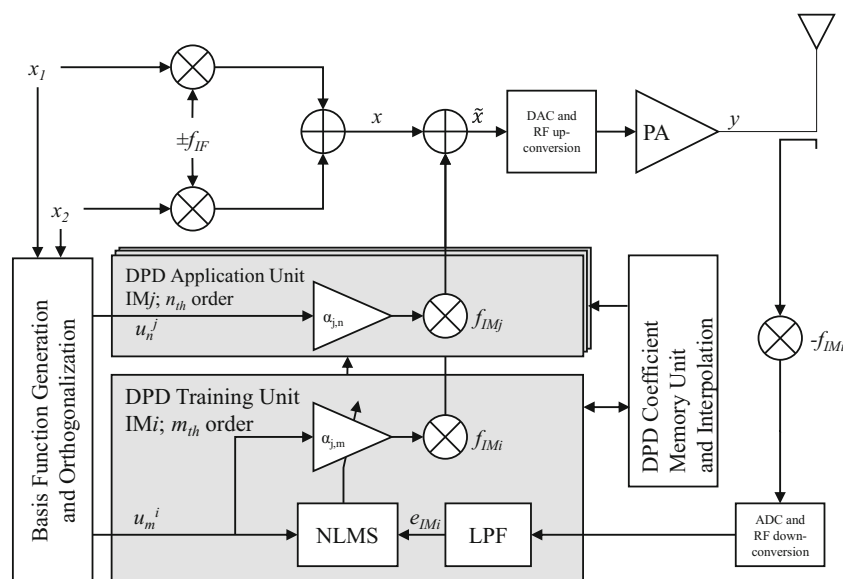 x1
±fIF
x2
x
x̃
DAC and
RF up-
conversion
PA
y
Basis Function Generation
and Orthogonalization
DPD Application Unit
IMj; nth order
unj
αj,n
fIMj
DPD Training Unit
IMi; mth order
αj,m
fIMi
umi
NLMS
eIMi
LPF
DPD Coefficient
Memory Unit
and Interpolation
-fIMi
ADC and
RF down-
conversion